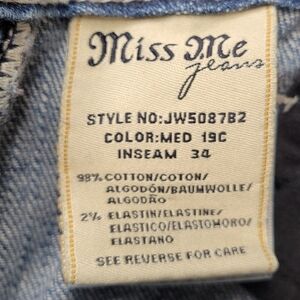 Miss Me
jeans
STYLE NO:JW5087B2
COLOR:MED 19C
INSEAM 34
98% COTTON/COTON/
ALGODÓN/BAUMWOLLE/
ALGODÃO
2% ELASTIN/ELASTINE/
ELASTICO/ELASTOMORO/
ELASTANO
SEE REVERSE FOR CARE